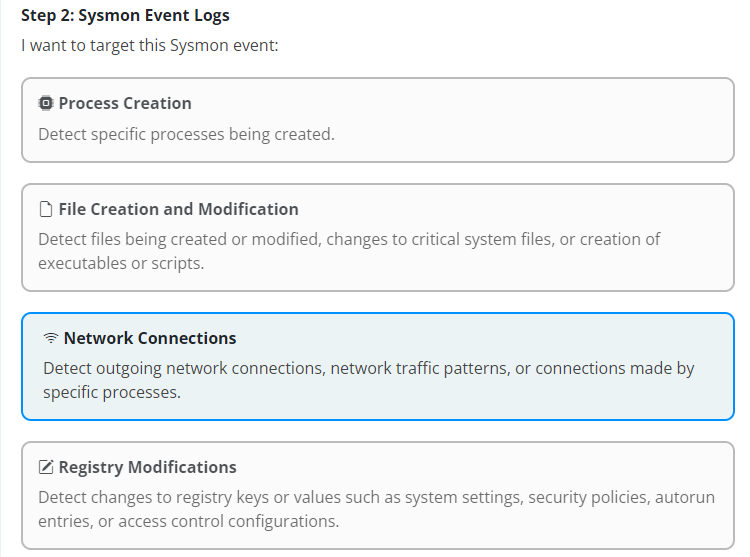 Step 2: Sysmon Event Logs
I want to target this Sysmon event:
Process Creation
Detect specific processes being created.
File Creation and Modification
Detect files being created or modified, changes to critical system files, or creation of
executables or scripts.
Network Connections
Detect outgoing network connections, network traffic patterns, or connections made by
specific processes.
Registry Modifications
Detect changes to registry keys or values such as system settings, security policies, autorun
entries, or access control configurations.